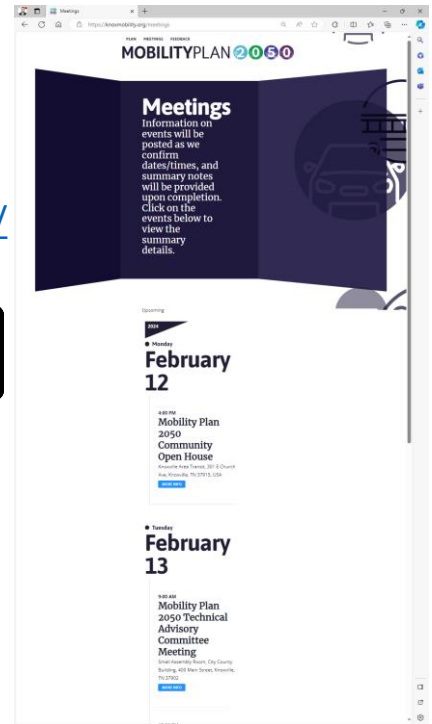 Meetings
https://knoxmobility.org/meetings
PLAN MEETINGS FEEDBACK
MOBILITYPLAN 2050
Meetings
Information on
events will be
posted as we
confirm
dates/times, and
summary notes
will be provided
upon completion.
Click on the
events below to
view the
summary
details.
y
Upcoming
2024
Monday
February
12
4:00 PM
Mobility Plan
2050
Community
Open House
Knoxville Area Transit, 301 E Church
Ave, Knoxville, TN 37915, USA
MORE INFO
Tuesday
February
13
9:00 AM
Mobility Plan
2050 Technical
Advisory
Committee
Meeting
Small Assembly Room, City County
Building, 400 Main Street, Knoxville,
TN 37902
MORE INFO